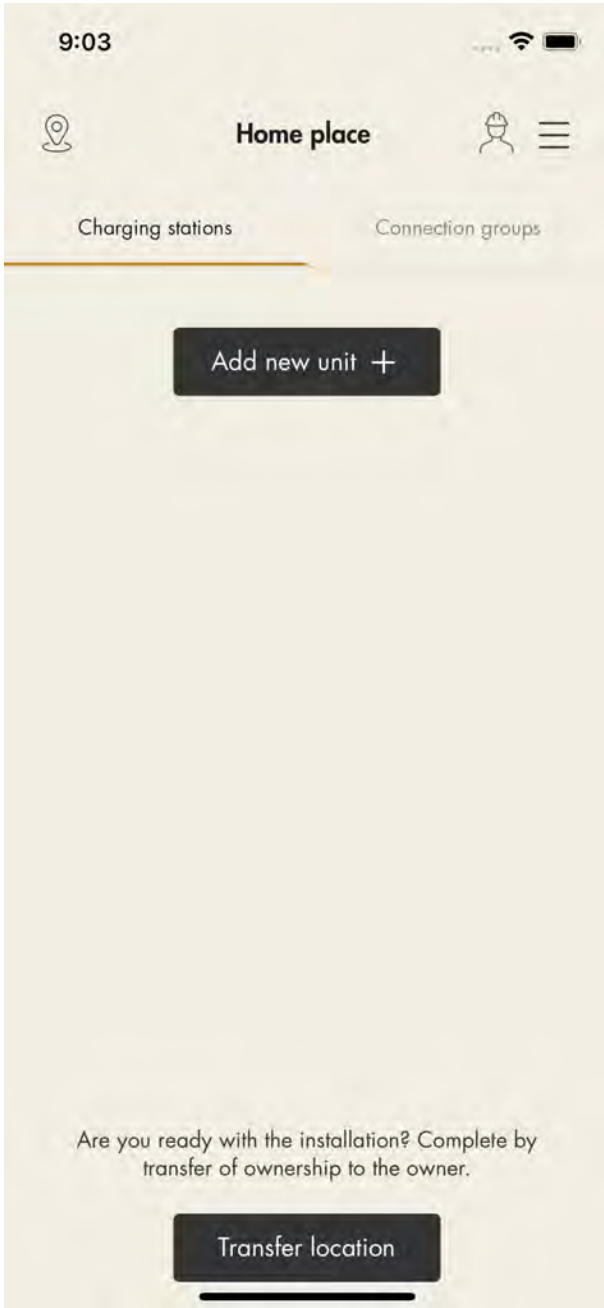 9:03
Home place
Charging stations
Connection groups
Add new unit +
Are you ready with the installation? Complete by
transfer of ownership to the owner.
Transfer location